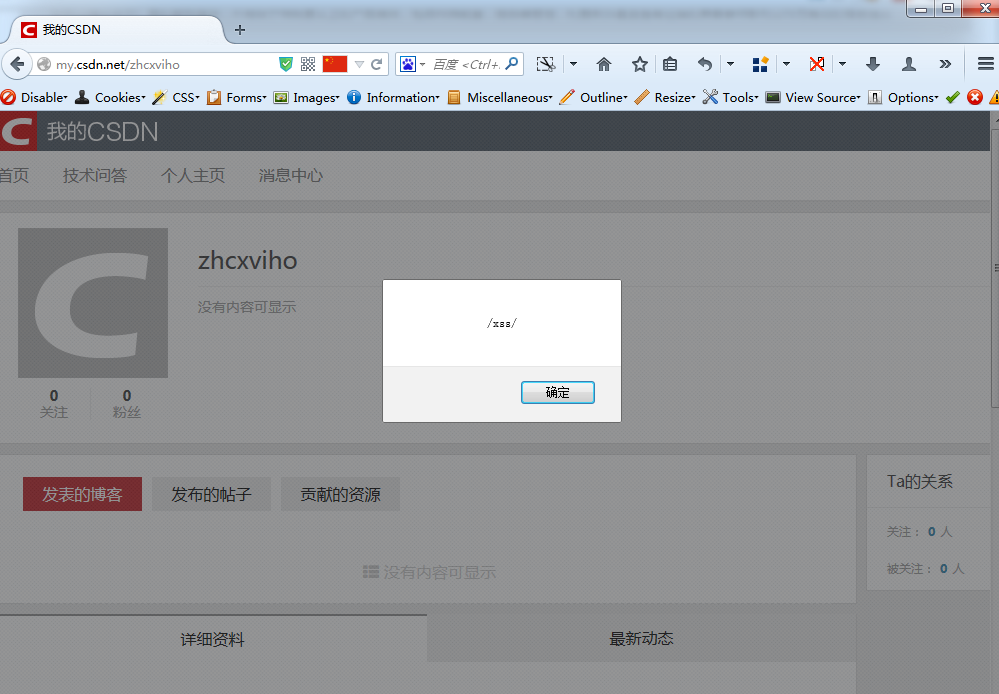 我的CSDN
my.csdn.net/zhcxviho
百度 <Ctrl+.
Disable Cookies CSS Forms Images Information Miscellaneous Outline Resize Tools View Source Options
我的CSDN
首页 技术问答 个人主页 消息中心
zhcxviho
没有内容可显示
/xss/
确定
0 0
关注 粉丝
发表的博客 发布的帖子 贡献的资源
Ta的关系
关注： 0 人
被关注： 0 人
没有内容可显示
详细资料 最新动态